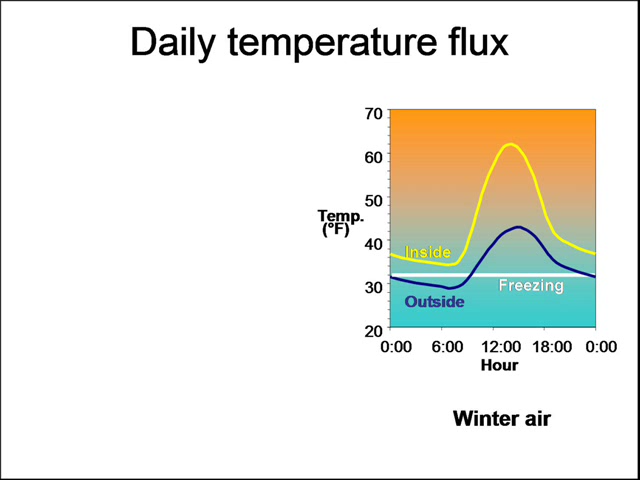 Daily temperature flux
70
60
50
Temp.
(°F)
40
Inside
30
Freezing
Outside
20
0:00 6:00 12:00 18:00 0:00
Hour
Winter air